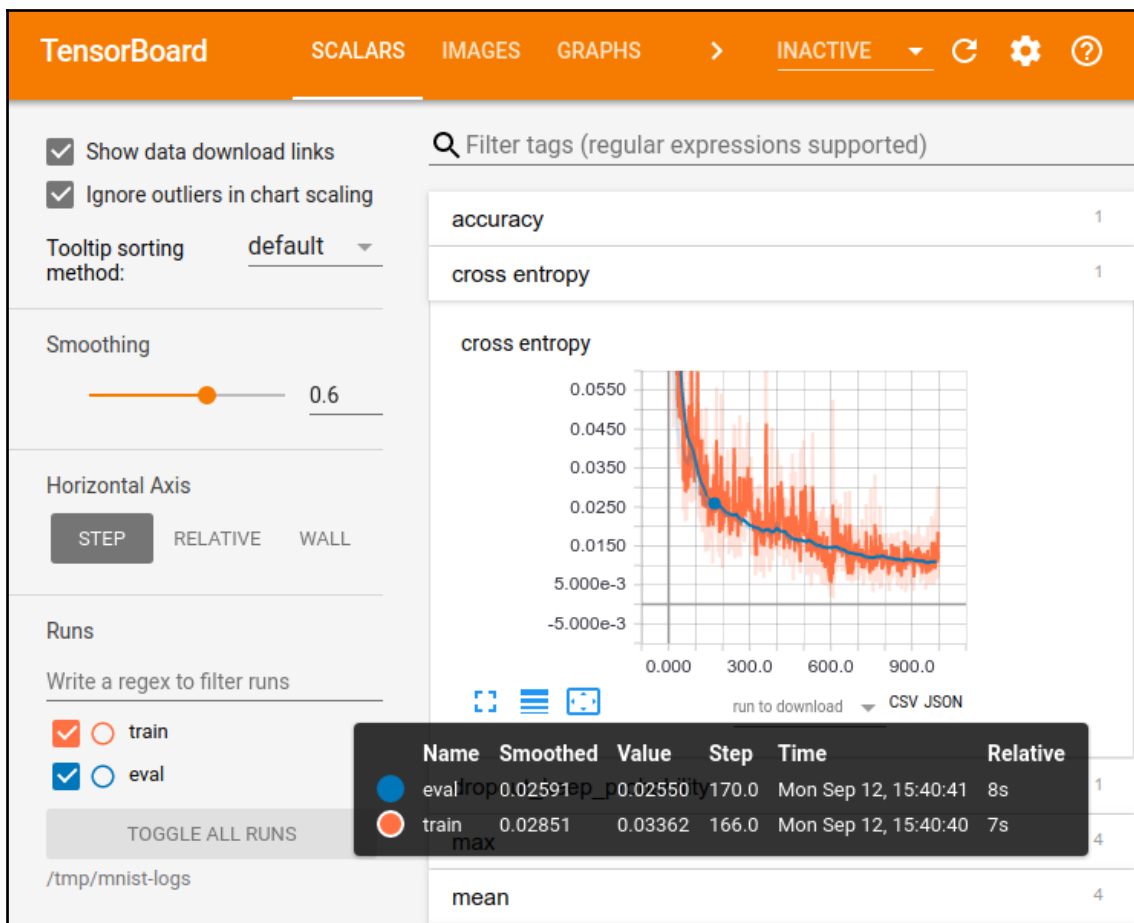 TensorBoard SCALARS IMAGES GRAPHS > INACTIVE
Show data download links
Ignore outliers in chart scaling
Tooltip sorting method: default
Smoothing
0.6
Horizontal Axis
STEP RELATIVE WALL
Runs
Write a regex to filter runs
train
eval
TOGGLE ALL RUNS
/tmp/mnist-logs
Filter tags (regular expressions supported)
accuracy 1
cross entropy 1
cross entropy
0.0550
0.0450
0.0350
0.0250
0.0150
5.000e-3
-5.000e-3
0.000 300.0 600.0 900.0
run to download CSV JSON
Name Smoothed Value Step Time Relative
eval 0.02591 0.02550 170.0 Mon Sep 12, 15:40:41 8s
train 0.02851 0.03362 166.0 Mon Sep 12, 15:40:40 7s
dropout_keep_probability 1
max 4
mean 4